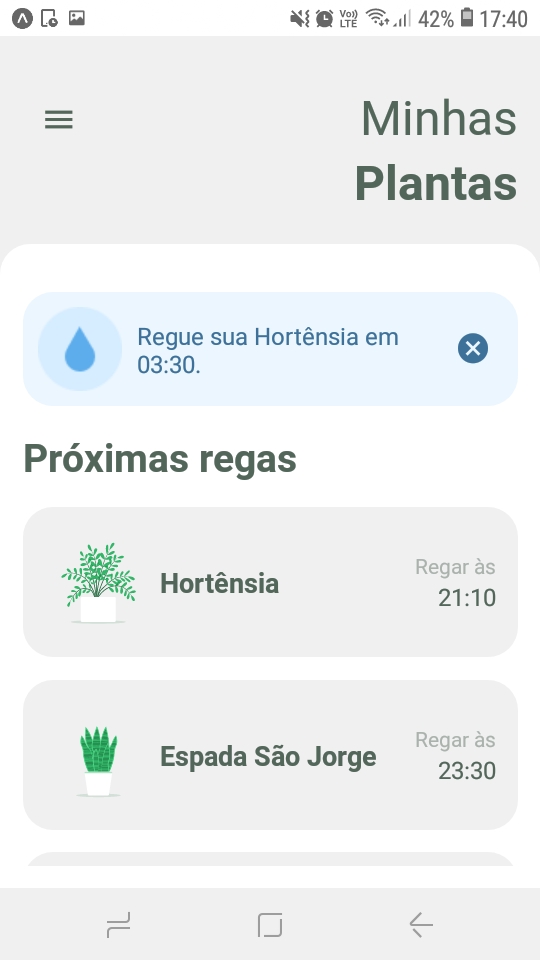 Vo)) LTE 42% 17:40
Minhas
Plantas
Regue sua Hortênsia em
03:30.
Próximas regas
Hortênsia
Regar às
21:10
Espada São Jorge
Regar às
23:30